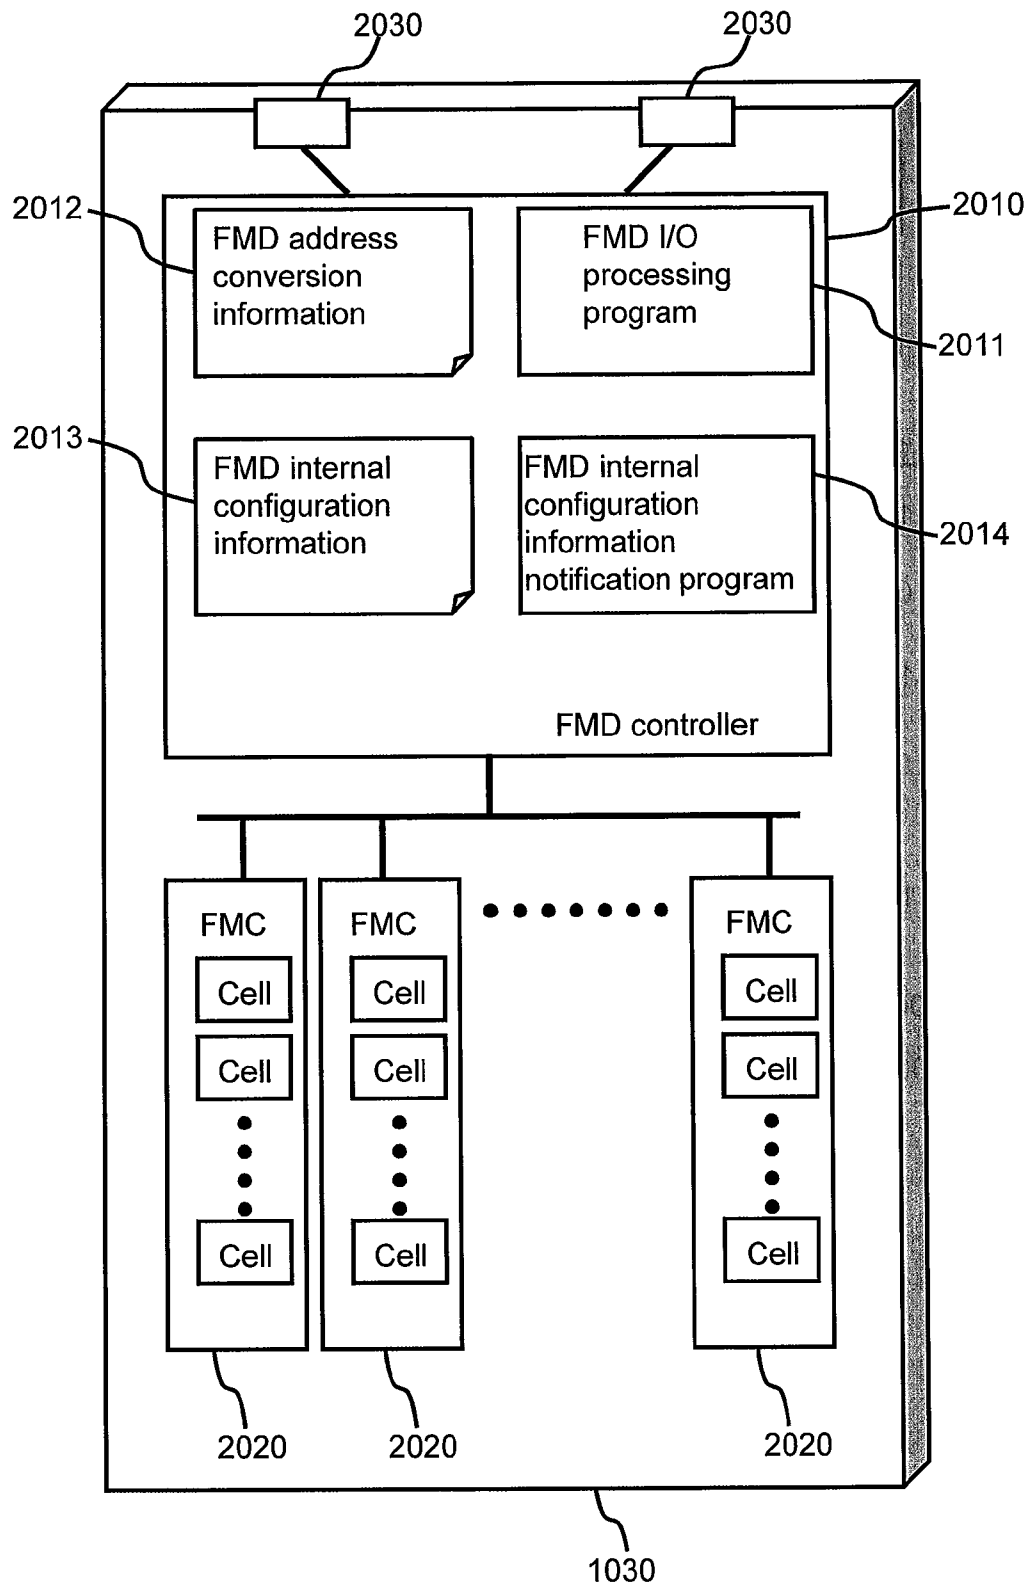 2030
2030
2012
FMD address
conversion
information
FMD I/O
processing
program
2010
2011
2013
FMD internal
configuration
information
FMD internal
configuration
information
notification program
2014
FMD controller
FMC
Cell
Cell
Cell
FMC
Cell
Cell
Cell
FMC
Cell
Cell
Cell
2020
2020
2020
1030